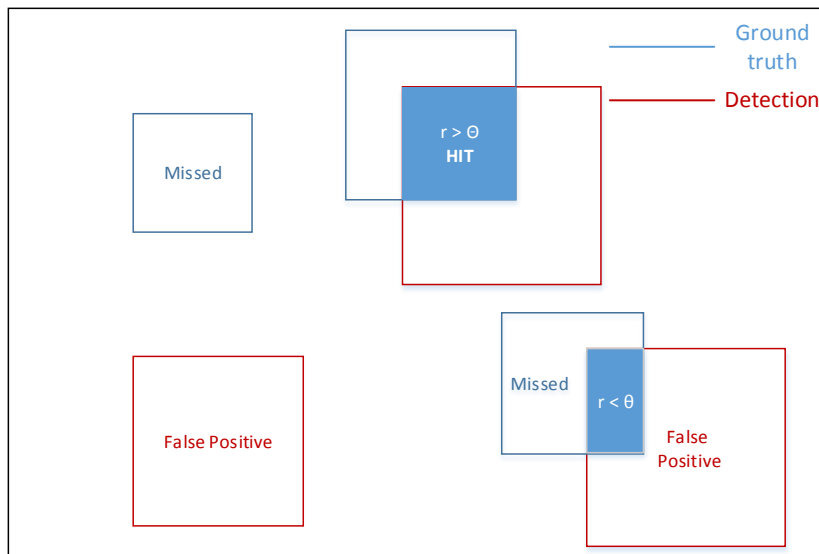 Ground
truth
Detection
r > Θ
HIT
Missed
Missed
r < θ
False Positive
False
Positive